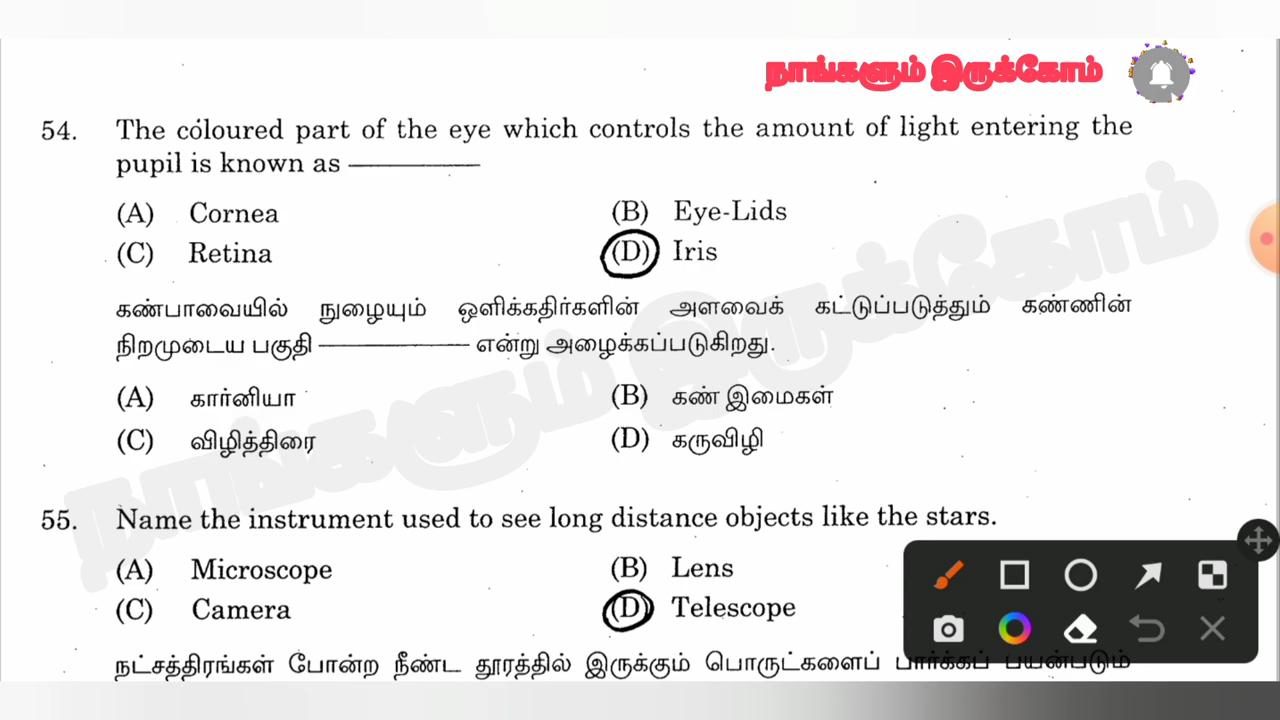 நாங்களும் இருக்கோம்
54. The coloured part of the eye which controls the amount of light entering the
pupil is known as
(A) Cornea (B) Eye-Lids
(C) Retina (D) Iris
கண்பாவையில் நுழையும் ஒளிக்கதிர்களின் அளவைக் கட்டுப்படுத்தும் கண்ணின்
நிறமுடைய பகுதி ———— என்று அழைக்கப்படுகிறது.
(A) கார்னியா (B) கண் இமைகள்
(C) விழித்திரை (D) கருவிழி
நாங்களும் இருக்கோம்
55. Name the instrument used to see long distance objects like the stars.
(A) Microscope (B) Lens
(C) Camera (D) Telescope
நட்சத்திரங்கள் போன்ற நீண்ட தூரத்தில் இருக்கும் பொருட்களைப் பார்க்கப் பயன்படும்